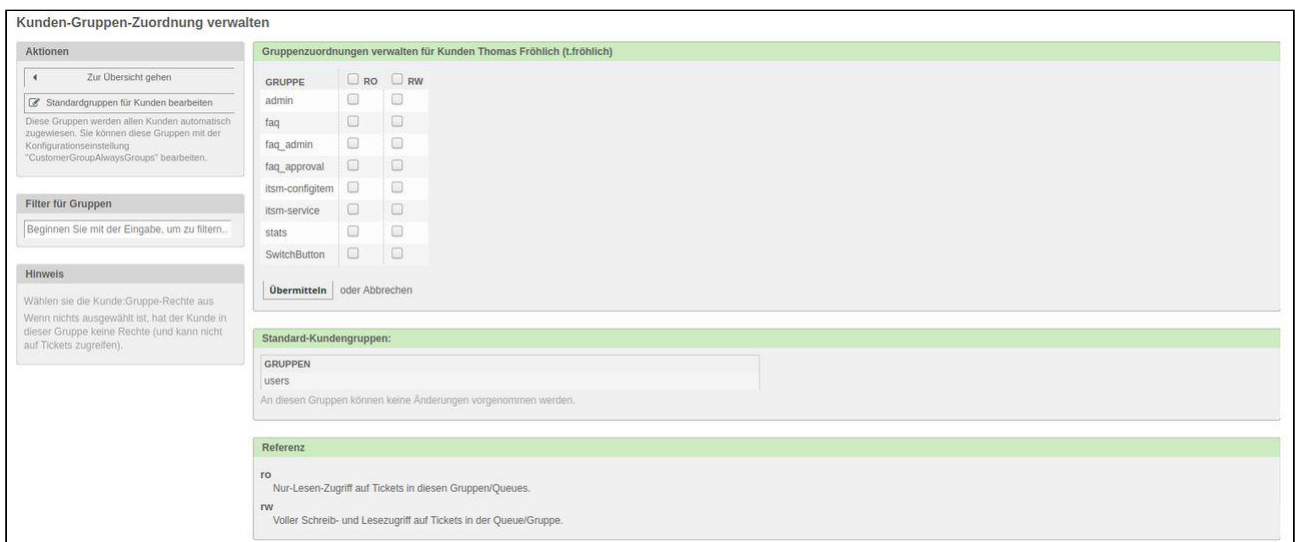 Kunden-Gruppen-Zuordnung verwalten
Aktionen
Zur Übersicht gehen
Standardgruppen für Kunden bearbeiten
Diese Gruppen werden allen Kunden automatisch
zugewiesen. Sie können diese Gruppen mit der
Konfigurationseinstellung
"CustomerGroupAlwaysGroups" bearbeiten.
Filter für Gruppen
Beginnen Sie mit der Eingabe, um zu filtern..
Hinweis
Wählen sie die Kunde:Gruppe-Rechte aus
Wenn nichts ausgewählt ist, hat der Kunde in
dieser Gruppe keine Rechte (und kann nicht
auf Tickets zugreifen).
Gruppenzuordnungen verwalten für Kunden Thomas Fröhlich (t.fröhlich)
GRUPPE RO RW
admin
faq
faq_admin
faq_approval
itsm-configitem
itsm-service
stats
SwitchButton
Übermitteln oder Abbrechen
Standard-Kundengruppen:
GRUPPEN
users
An diesen Gruppen können keine Änderungen vorgenommen werden.
Referenz
ro
Nur-Lesen-Zugriff auf Tickets in diesen Gruppen/Queues.
rw
Voller Schreib- und Lesezugriff auf Tickets in der Queue/Gruppe.